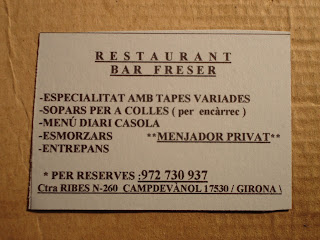 RESTAURANT
BAR FRESER
-ESPECIALITAT AMB TAPES VARIADES
-SOPARS PER A COLLES ( per encàrrec )
-MENÚ DIARI CASOLA
-ESMORZARS **MENJADOR PRIVAT**
-ENTREPANS
* PER RESERVES :972 730 937
Ctra RIBES N-260 CAMPDEVÀNOL 17530 / GIRONA \